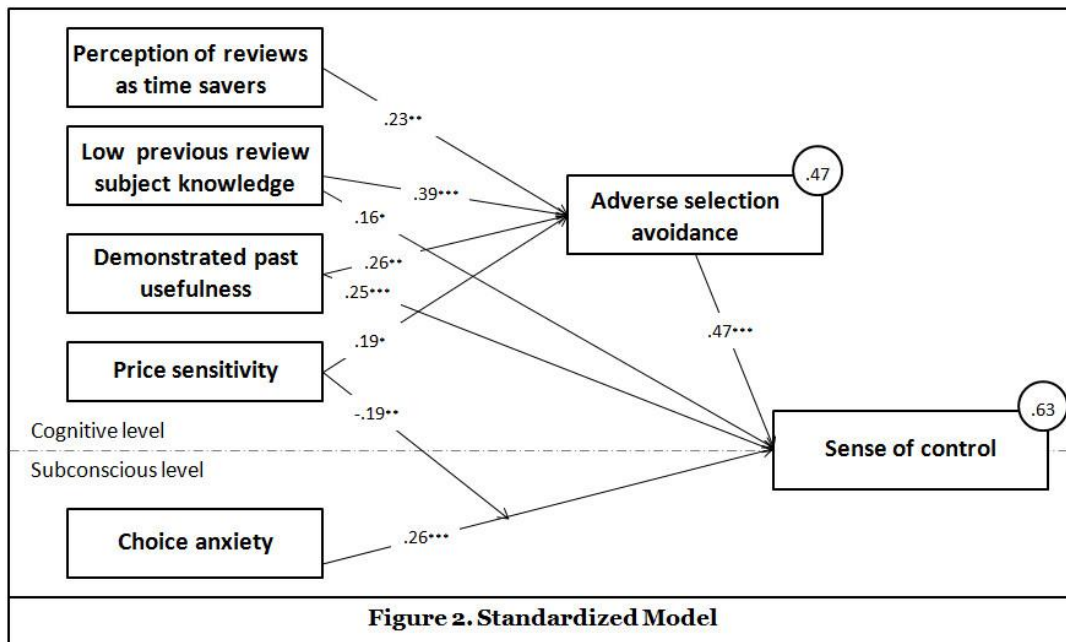 Perception of reviews
as time savers
.23**
Low previous review
subject knowledge
.39***
.16*
Adverse selection
avoidance
.47
Demonstrated past
usefulness
.26**
.25***
.47***
Price sensitivity
.19*
-.19**
Cognitive level
Subconscious level
Sense of control
.63
Choice anxiety
.26***
Figure 2. Standardized Model